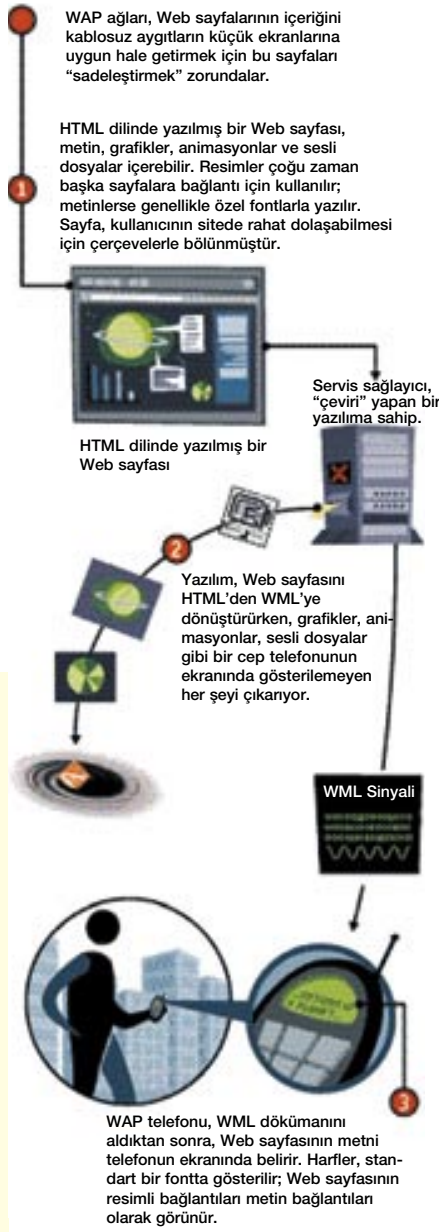 WAP ağları, Web sayfalarının içeriğini
kablosuz aygıtların küçük ekranlarına
uygun hale getirmek için bu sayfaları
“sadeleştirmek” zorundalar.
1
HTML dilinde yazılmış bir Web sayfası,
metin, grafikler, animasyonlar ve sesli
dosyalar içerebilir. Resimler çoğu zaman
başka sayfalara bağlantı için kullanılır;
metinlerse genellikle özel fontlarla yazılır.
Sayfa, kullanıcının sitede rahat dolaşabilmesi
için çerçevelerle bölünmüştür.
HTML dilinde yazılmış bir
Web sayfası
Servis sağlayıcı,
“çeviri” yapan bir
yazılıma sahip.
2
Yazılım, Web sayfasını
HTML’den WML’ye
dönüştürürken, grafikler, ani-
masyonlar, sesli dosyalar
gibi bir cep telefonunun
ekranında gösterilemeyen
her şeyi çıkarıyor.
WML Sinyali
3
WAP telefonu, WML dökümanını
aldıktan sonra, Web sayfasının metni
telefonun ekranında belirir. Harfler, stan-
dart bir fontta gösterilir; Web sayfasının
resimli bağlantıları metin bağlantıları
olarak görünür.